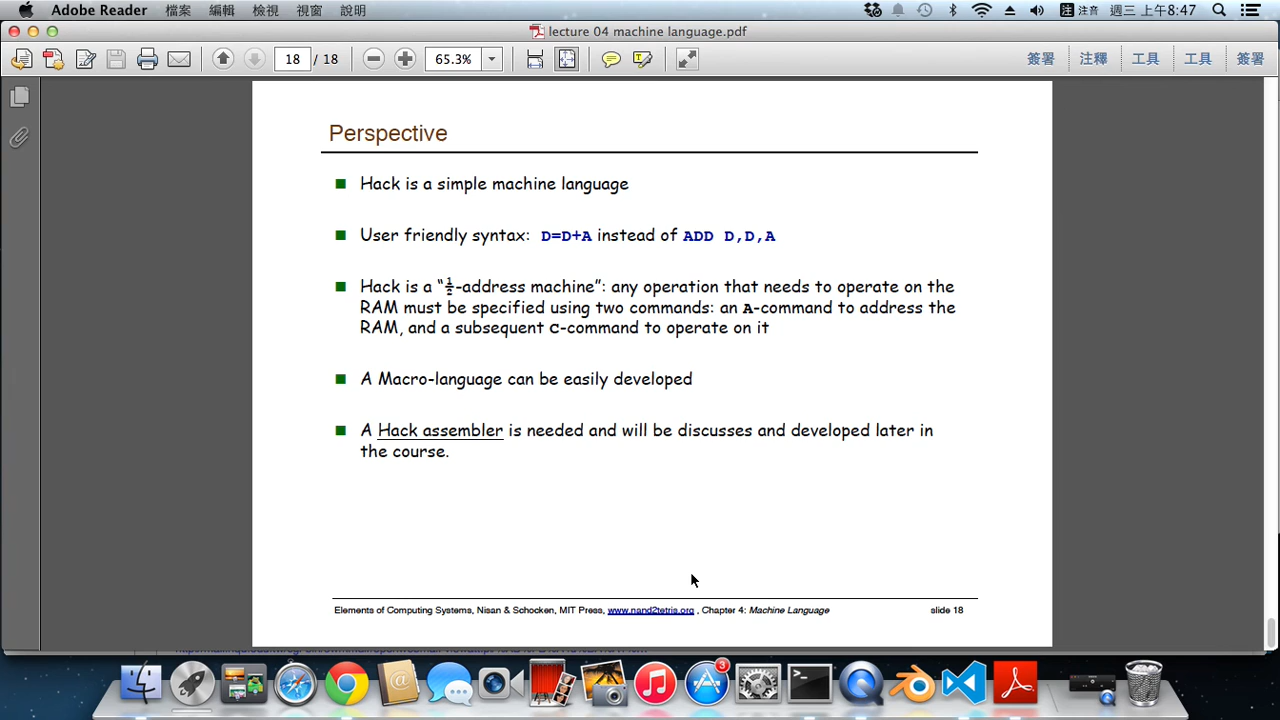 Adobe Reader 檔案 編輯 檢視 視窗 說明 注音 週三 上午8:47
lecture 04 machine language.pdf
18 / 18 65.3% 簽署 注釋 工具 工具 簽署
Perspective
Hack is a simple machine language
User friendly syntax: D=D+A instead of ADD D,D,A
Hack is a “½-address machine”: any operation that needs to operate on the
RAM must be specified using two commands: an A-command to address the
RAM, and a subsequent C-command to operate on it
A Macro-language can be easily developed
A Hack assembler is needed and will be discusses and developed later in
the course.
Elements of Computing Systems, Nisan & Schocken, MIT Press, www.nand2tetris.org , Chapter 4: Machine Language slide 18
3